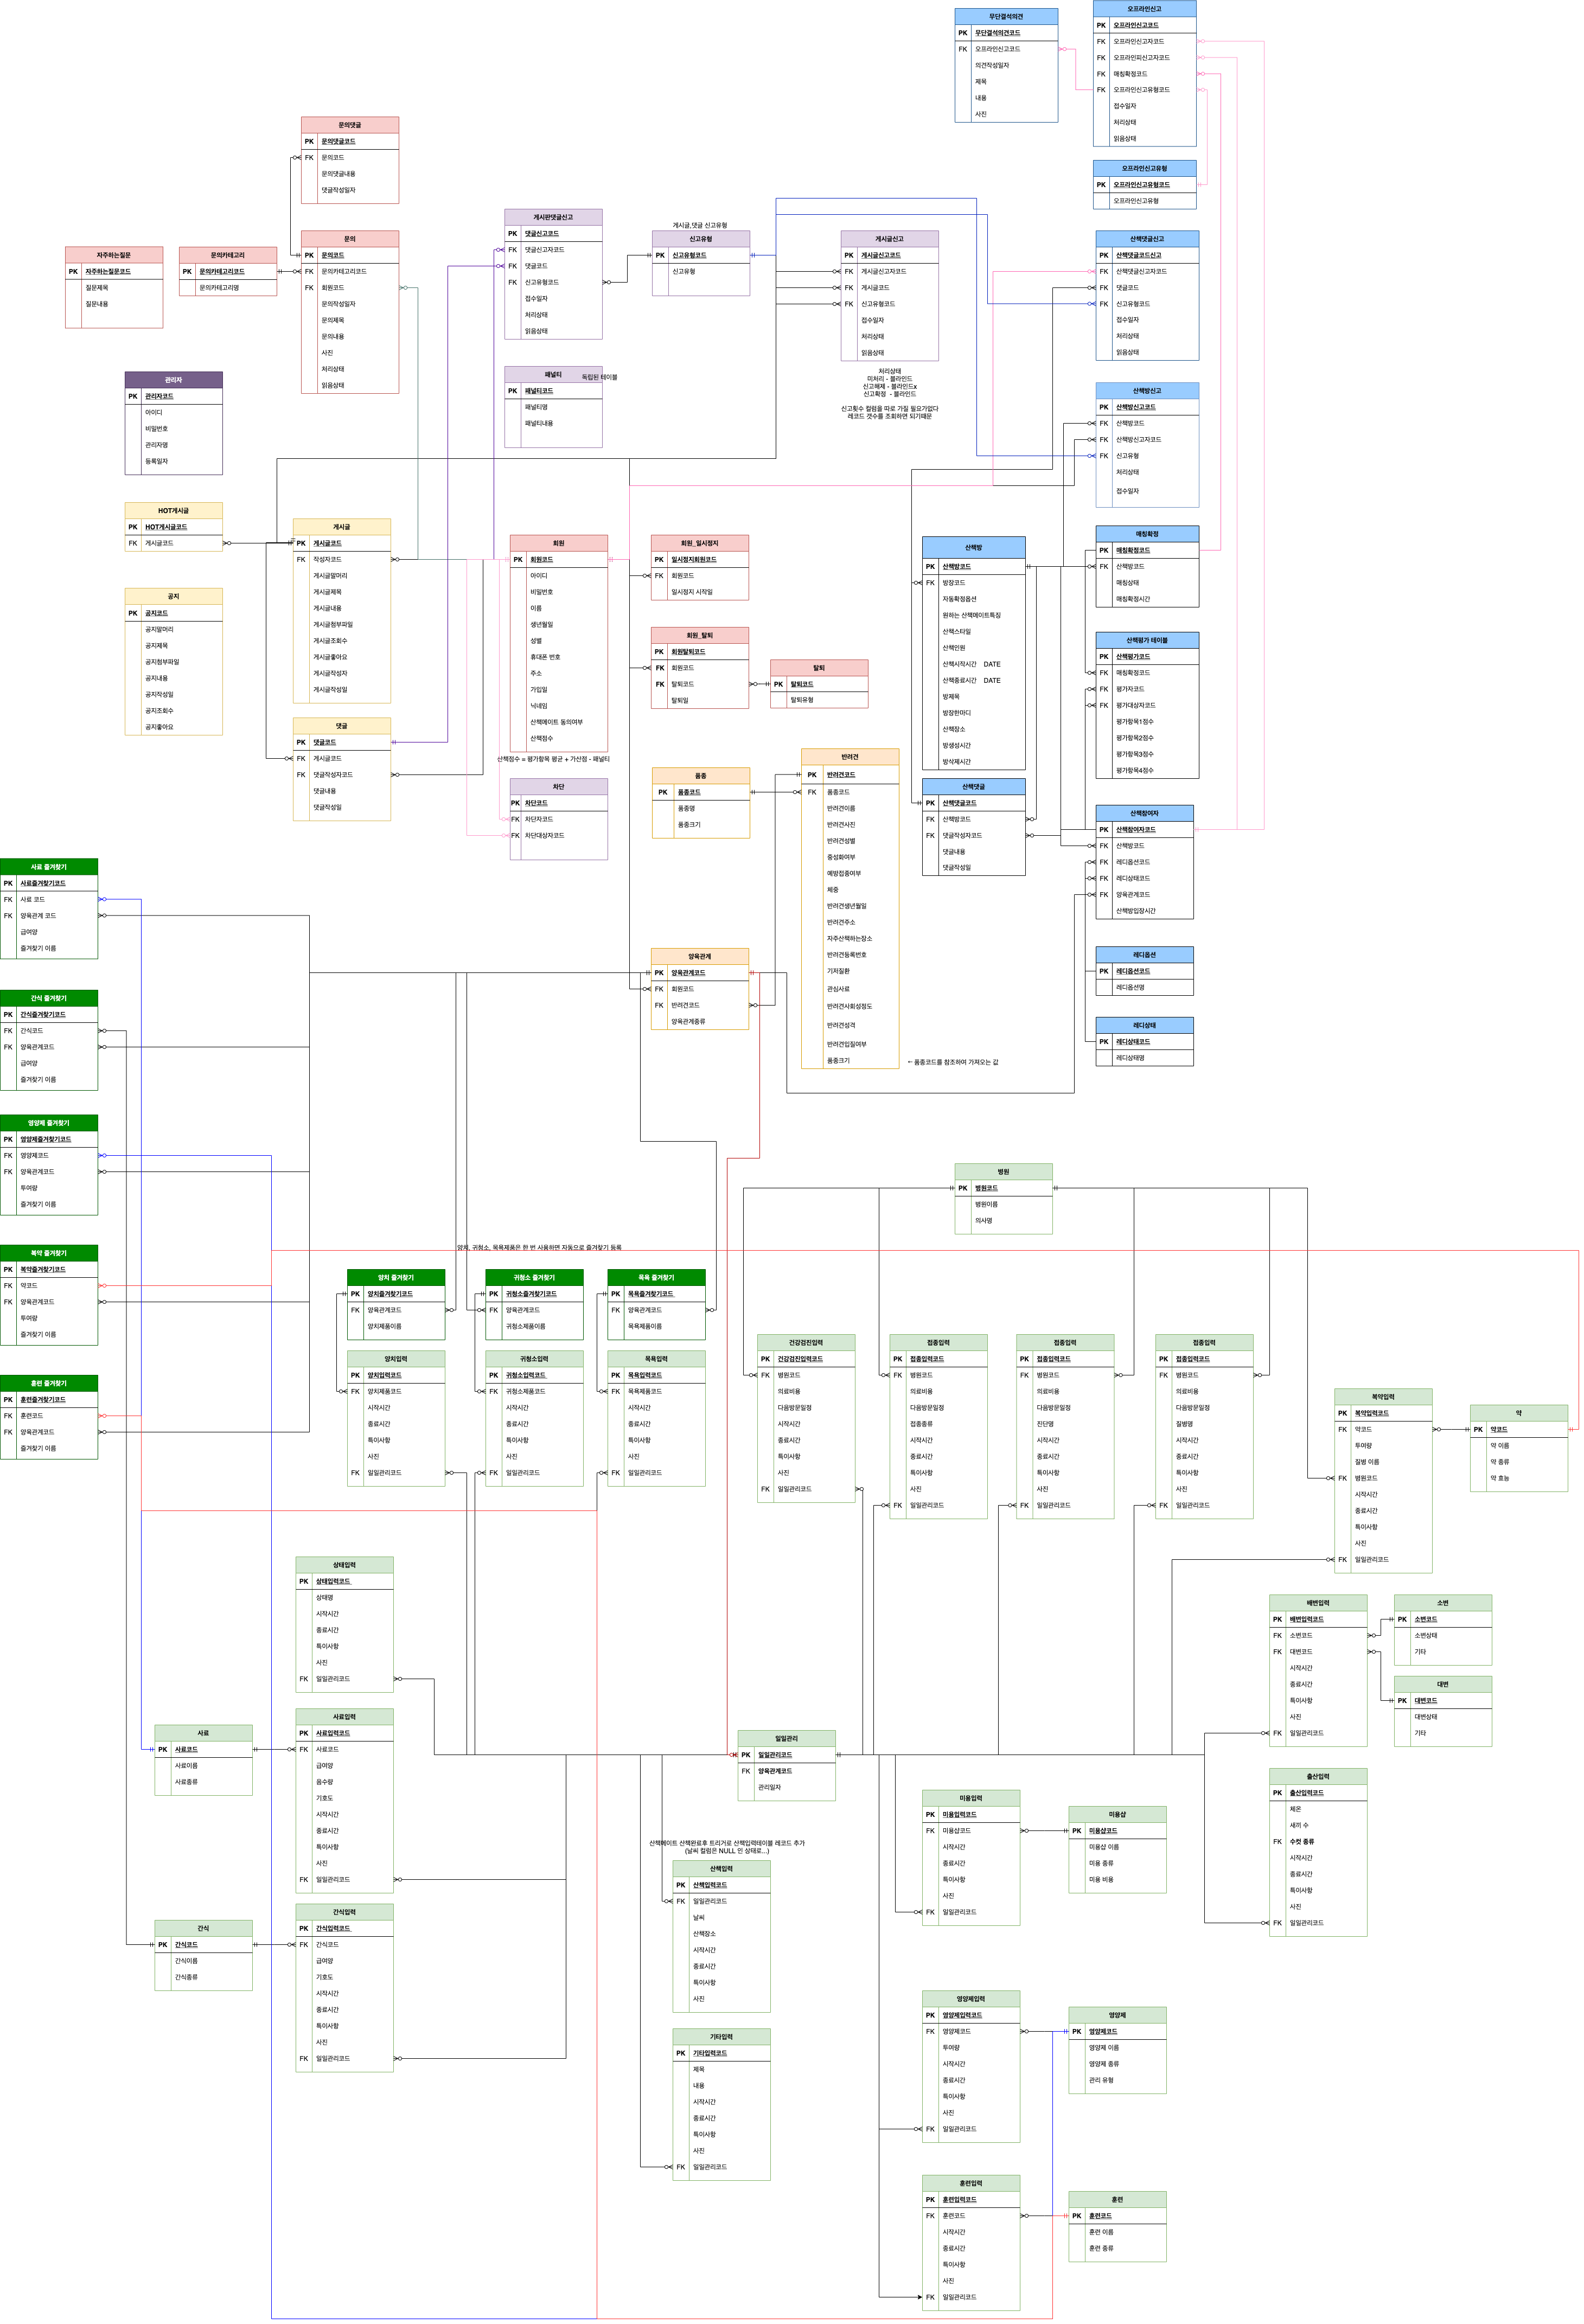 무단결석의견
PK 무단결석의견코드
FK 오프라인신고코드
의견작성일자
제목
내용
사진
오프라인신고
PK 오프라인신고코드
FK 오프라인신고자코드
FK 오프라인피신고자코드
FK 매칭확정코드
FK 오프라인신고유형코드
접수일자
처리상태
읽음상태
오프라인신고유형
PK 오프라인신고유형코드
오프라인신고유형
문의댓글
PK 문의댓글코드
FK 문의코드
문의댓글내용
댓글작성일자
자주하는질문
PK 자주하는질문코드
질문제목
질문내용
문의카테고리
PK 문의카테고리코드
문의카테고리명
문의
PK 문의코드
FK 문의카테고리코드
FK 회원코드
문의작성일자
문의제목
문의내용
사진
처리상태
읽음상태
게시판댓글신고
PK 댓글신고코드
FK 댓글신고자코드
FK 댓글코드
FK 신고유형코드
접수일자
처리상태
읽음상태
게시글,댓글 신고유형
신고유형
PK 신고유형코드
신고유형
게시글신고
PK 게시글신고코드
FK 게시글신고자코드
FK 게시글코드
FK 신고유형코드
접수일자
처리상태
읽음상태
처리상태
미처리 - 블라인드
신고해제 - 블라인드x
신고확정 - 블라인드
신고횟수 컬럼을 따로 가질 필요가없다
레코드 갯수를 조회하면 되기때문
산책댓글신고
PK 산책댓글코드신고
FK 산책댓글신고자코드
FK 댓글코드
FK 신고유형코드
접수일자
처리상태
읽음상태
패널티
독립된 테이블
PK 패널티코드
패널티명
패널티내용
산책방신고
PK 산책방신고코드
FK 산책방코드
FK 산책방신고자코드
FK 신고유형
처리상태
접수일자
관리자
PK 관리자코드
아이디
비밀번호
관리자명
등록일자
HOT게시글
PK HOT게시글코드
FK 게시글코드
공지
PK 공지코드
공지말머리
공지제목
공지첨부파일
공지내용
공지작성일
공지조회수
공지좋아요
게시글
PK 게시글코드
FK 작성자코드
게시글말머리
게시글제목
게시글내용
게시글첨부파일
게시글조회수
게시글좋아요
게시글작성자
게시글작성일
댓글
PK 댓글코드
FK 게시글코드
FK 댓글작성자코드
댓글내용
댓글작성일
회원
PK 회원코드
아이디
비밀번호
이름
생년월일
성별
휴대폰 번호
주소
가입일
닉네임
산책메이트 동의여부
산책점수
산책점수 = 평가항목 평균 + 가산점 - 패널티
차단
PK 차단코드
FK 차단자코드
FK 차단대상자코드
회원_일시정지
PK 일시정지회원코드
FK 회원코드
일시정지 시작일
회원_탈퇴
PK 회원탈퇴코드
FK 회원코드
FK 탈퇴코드
탈퇴일
탈퇴
PK 탈퇴코드
탈퇴유형
품종
PK 품종코드
품종명
품종크기
반려견
PK 반려견코드
FK 품종코드
반려견이름
반려견사진
반려견성별
중성화여부
예방접종여부
체중
반려견생년월일
반려견주소
자주산책하는장소
반려견등록번호
기저질환
관심사료
반려견사회성정도
반려견성격
반려견입질여부
품종크기
← 품종코드를 참조하여 가져오는 값
양육관계
PK 양육관계코드
FK 회원코드
FK 반려견코드
양육관계종류
산책방
PK 산책방코드
FK 방장코드
자동확정옵션
원하는 산책메이트특징
산책스타일
산책인원
산책시작시간 DATE
산책종료시간 DATE
방제목
방장한마디
산책장소
방생성시간
방삭제시간
산책댓글
PK 산책댓글코드
FK 산책방코드
FK 댓글작성자코드
댓글내용
댓글작성일
매칭확정
PK 매칭확정코드
FK 산책방코드
매칭상태
매칭확정시간
산책평가 테이블
PK 산책평가코드
FK 매칭확정코드
FK 평가자코드
FK 평가대상자코드
평가항목1점수
평가항목2점수
평가항목3점수
평가항목4점수
산책참여자
PK 산책참여자코드
FK 산책방코드
FK 레디옵션코드
FK 레디상태코드
FK 양육관계코드
산책방입장시간
레디옵션
PK 레디옵션코드
레디옵션명
레디상태
PK 레디상태코드
레디상태명
사료 즐겨찾기
PK 사료즐겨찾기코드
FK 사료 코드
FK 양육관계 코드
급여양
즐겨찾기 이름
간식 즐겨찾기
PK 간식즐겨찾기코드
FK 간식코드
FK 양육관계코드
급여양
즐겨찾기 이름
영양제 즐겨찾기
PK 영양제즐겨찾기코드
FK 영양제코드
FK 양육관계코드
투여량
즐겨찾기 이름
복약 즐겨찾기
PK 복약즐겨찾기코드
FK 약코드
FK 양육관계코드
투여량
즐겨찾기 이름
훈련 즐겨찾기
PK 훈련즐겨찾기코드
FK 훈련코드
FK 양육관계코드
즐겨찾기 이름
양치, 귀청소, 목욕제품은 한 번 사용하면 자동으로 즐겨찾기 등록
양치 즐겨찾기
PK 양치즐겨찾기코드
FK 양육관계코드
양치제품이름
귀청소 즐겨찾기
PK 귀청소즐겨찾기코드
FK 양육관계코드
귀청소제품이름
목욕 즐겨찾기
PK 목욕즐겨찾기코드
FK 양육관계코드
목욕제품이름
양치입력
PK 양치입력코드
FK 양치제품코드
시작시간
종료시간
특이사항
사진
FK 일일관리코드
귀청소입력
PK 귀청소입력코드
FK 귀청소제품코드
시작시간
종료시간
특이사항
사진
FK 일일관리코드
목욕입력
PK 목욕입력코드
FK 목욕제품코드
시작시간
종료시간
특이사항
사진
FK 일일관리코드
병원
PK 병원코드
병원이름
의사명
건강검진입력
PK 건강검진입력코드
FK 병원코드
의료비용
다음방문일정
시작시간
종료시간
특이사항
사진
FK 일일관리코드
접종입력
PK 접종입력코드
FK 병원코드
의료비용
다음방문일정
접종종류
시작시간
종료시간
특이사항
사진
FK 일일관리코드
접종입력
PK 접종입력코드
FK 병원코드
의료비용
다음방문일정
진단명
시작시간
종료시간
특이사항
사진
FK 일일관리코드
접종입력
PK 접종입력코드
FK 병원코드
의료비용
다음방문일정
질병명
시작시간
종료시간
특이사항
사진
FK 일일관리코드
복약입력
PK 복약입력코드
FK 약코드
투여량
질병 이름
FK 병원코드
시작시간
종료시간
특이사항
사진
FK 일일관리코드
약
PK 약코드
약 이름
약 종류
약 효능
상태입력
PK 상태입력코드
상태명
시작시간
종료시간
특이사항
사진
FK 일일관리코드
사료
PK 사료코드
사료이름
사료종류
사료입력
PK 사료입력코드
FK 사료코드
급여양
음수량
기호도
시작시간
종료시간
특이사항
사진
FK 일일관리코드
간식
PK 간식코드
간식이름
간식종류
간식입력
PK 간식입력코드
FK 간식코드
급여양
기호도
시작시간
종료시간
특이사항
사진
FK 일일관리코드
일일관리
PK 일일관리코드
FK 양육관계코드
관리일자
산책메이트 산책완료후 트리거로 산책입력테이블 레코드 추가
(날씨 컬럼은 NULL 인 상태로...)
산책입력
PK 산책입력코드
FK 일일관리코드
날씨
산책장소
시작시간
종료시간
특이사항
사진
기타입력
PK 기타입력코드
제목
내용
시작시간
종료시간
특이사항
사진
FK 일일관리코드
배변입력
PK 배변입력코드
FK 소변코드
FK 대변코드
시작시간
종료시간
특이사항
사진
FK 일일관리코드
소변
PK 소변코드
소변상태
기타
대변
PK 대변코드
대변상태
기타
출산입력
PK 출산입력코드
체온
새끼 수
FK 수컷 종류
시작시간
종료시간
특이사항
사진
FK 일일관리코드
미용입력
PK 미용입력코드
FK 미용샵코드
시작시간
종료시간
특이사항
사진
FK 일일관리코드
미용샵
PK 미용샵코드
미용샵 이름
미용 종류
미용 비용
영양제입력
PK 영양제입력코드
FK 영양제코드
투여량
시작시간
종료시간
특이사항
사진
FK 일일관리코드
영양제
PK 영양제코드
영양제 이름
영양제 종류
관리 유형
훈련입력
PK 훈련입력코드
FK 훈련코드
시작시간
종료시간
특이사항
사진
FK 일일관리코드
훈련
PK 훈련코드
훈련 이름
훈련 종류